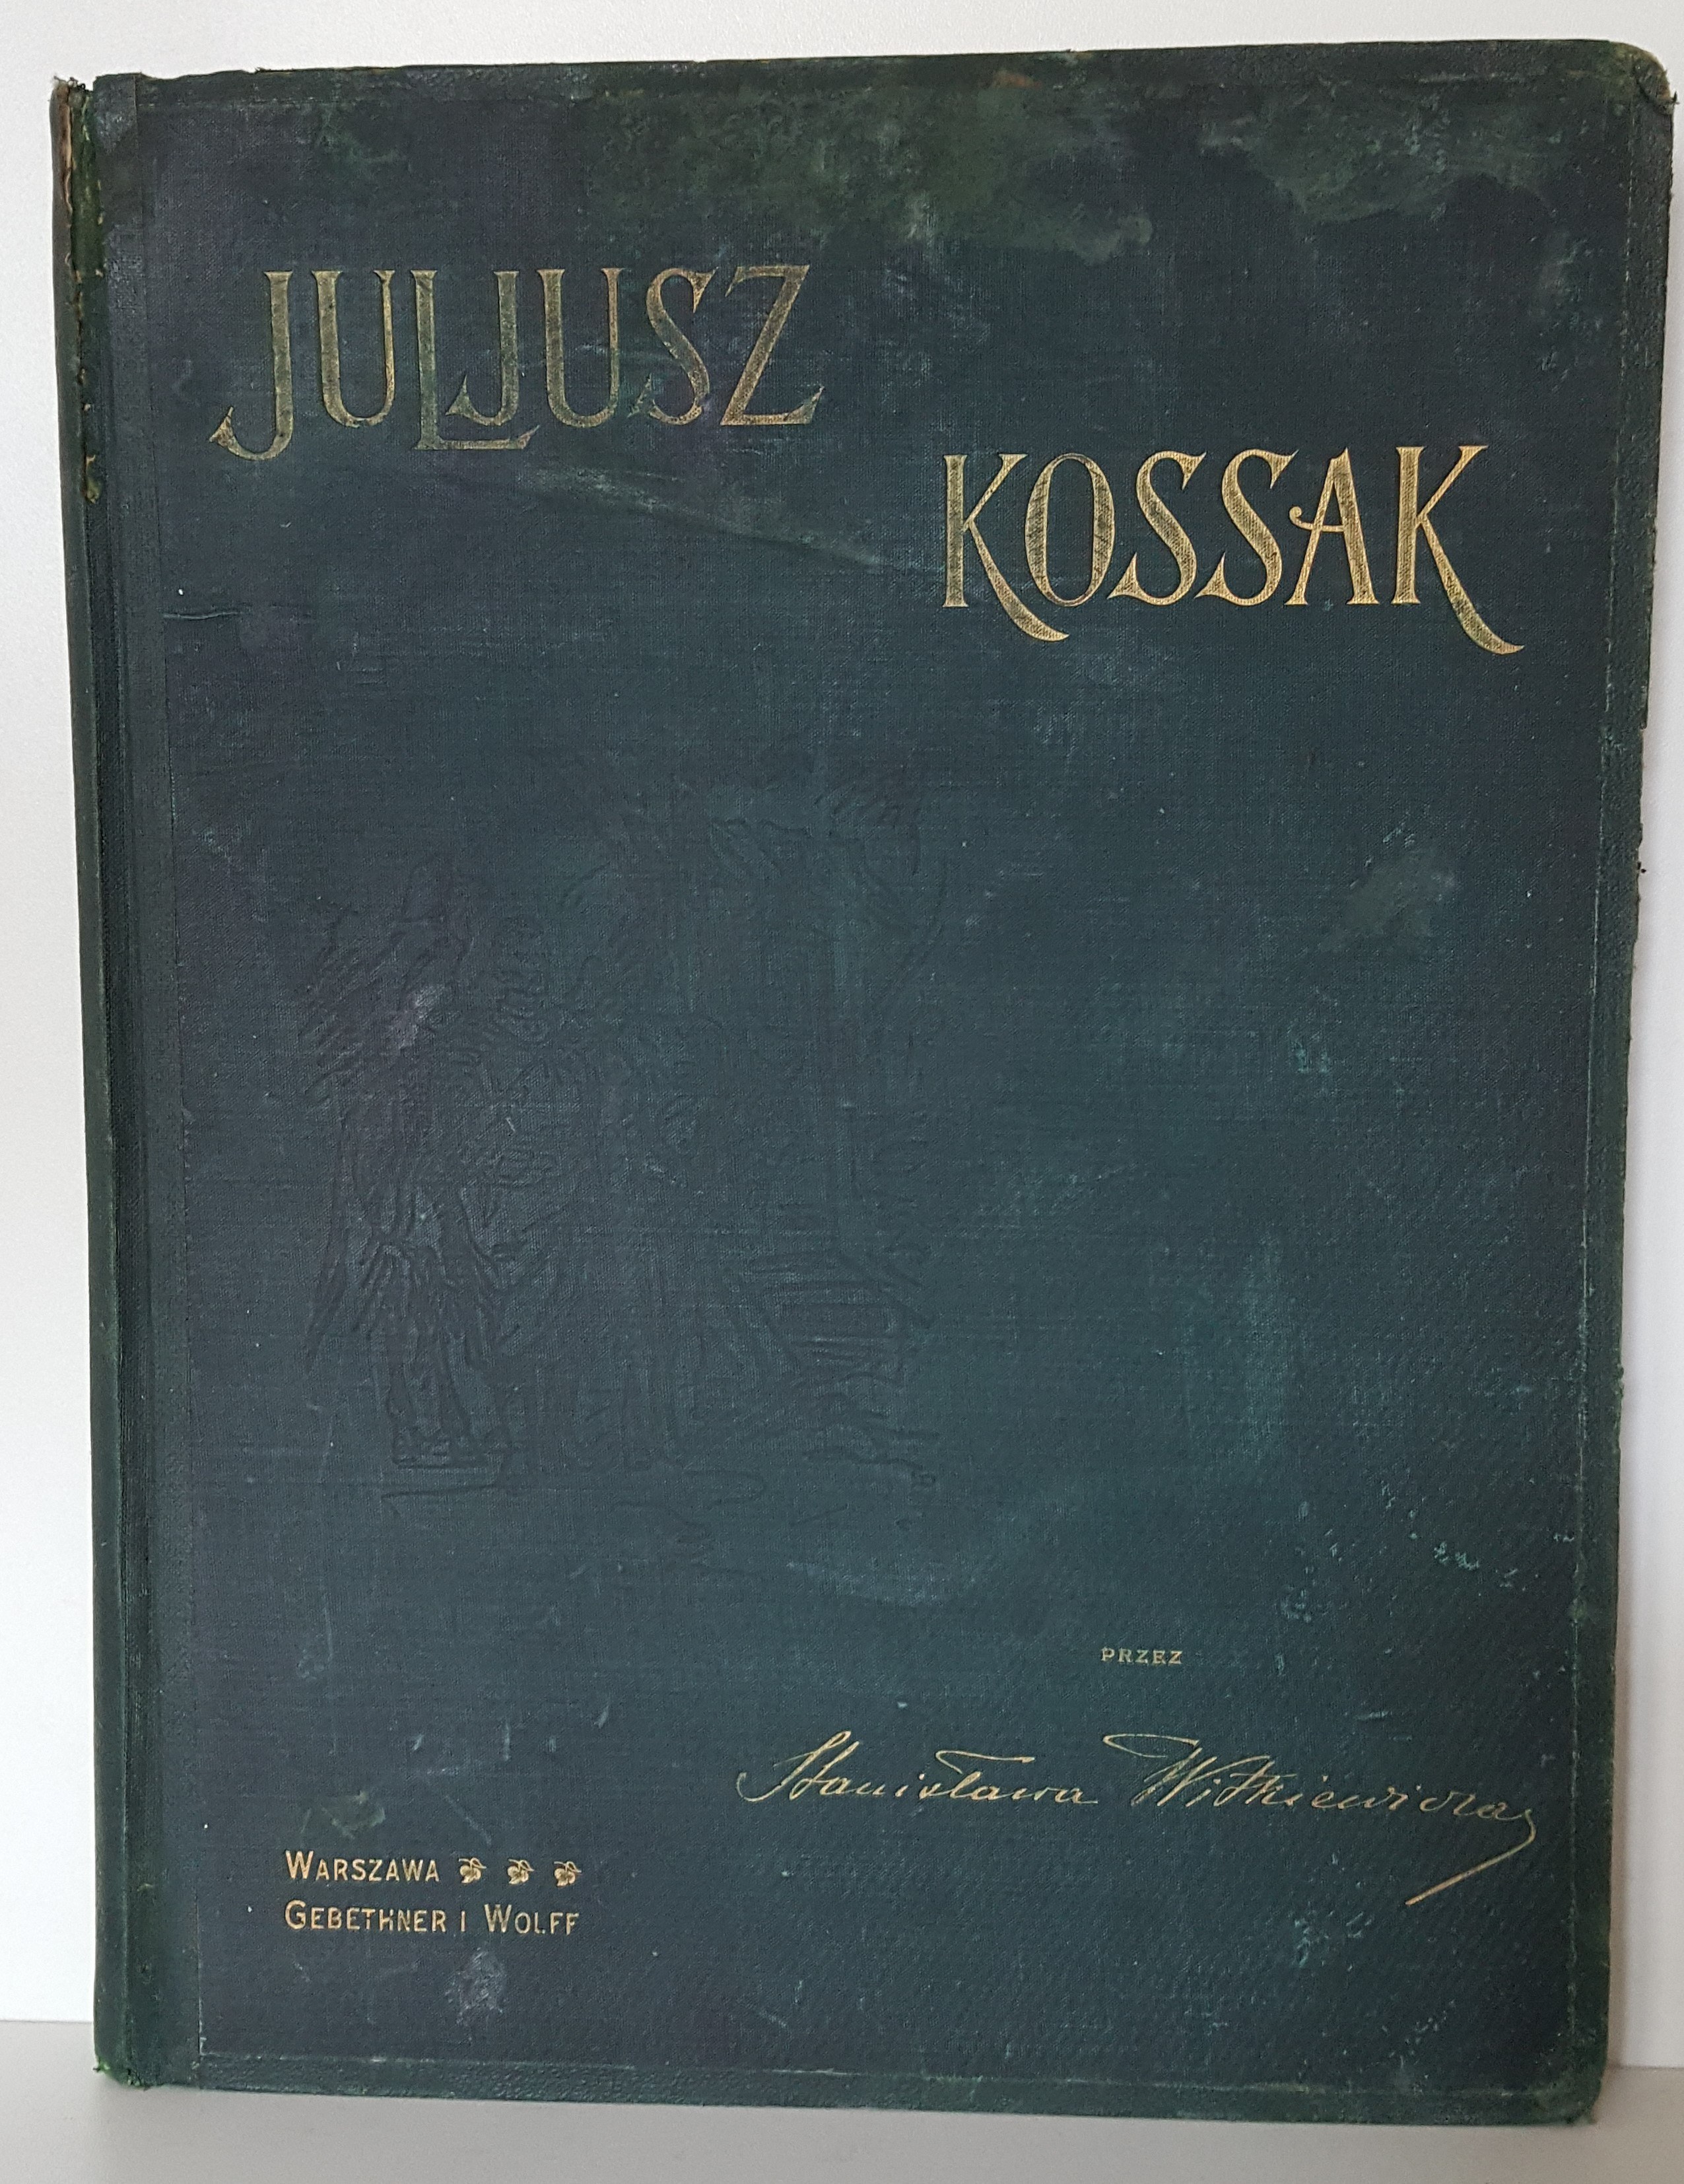 JULJUSZ
KOSSAK
PRZEZ
Stanisława Witkiewicza
WARSZAWA
GEBETHNER I WOLFF